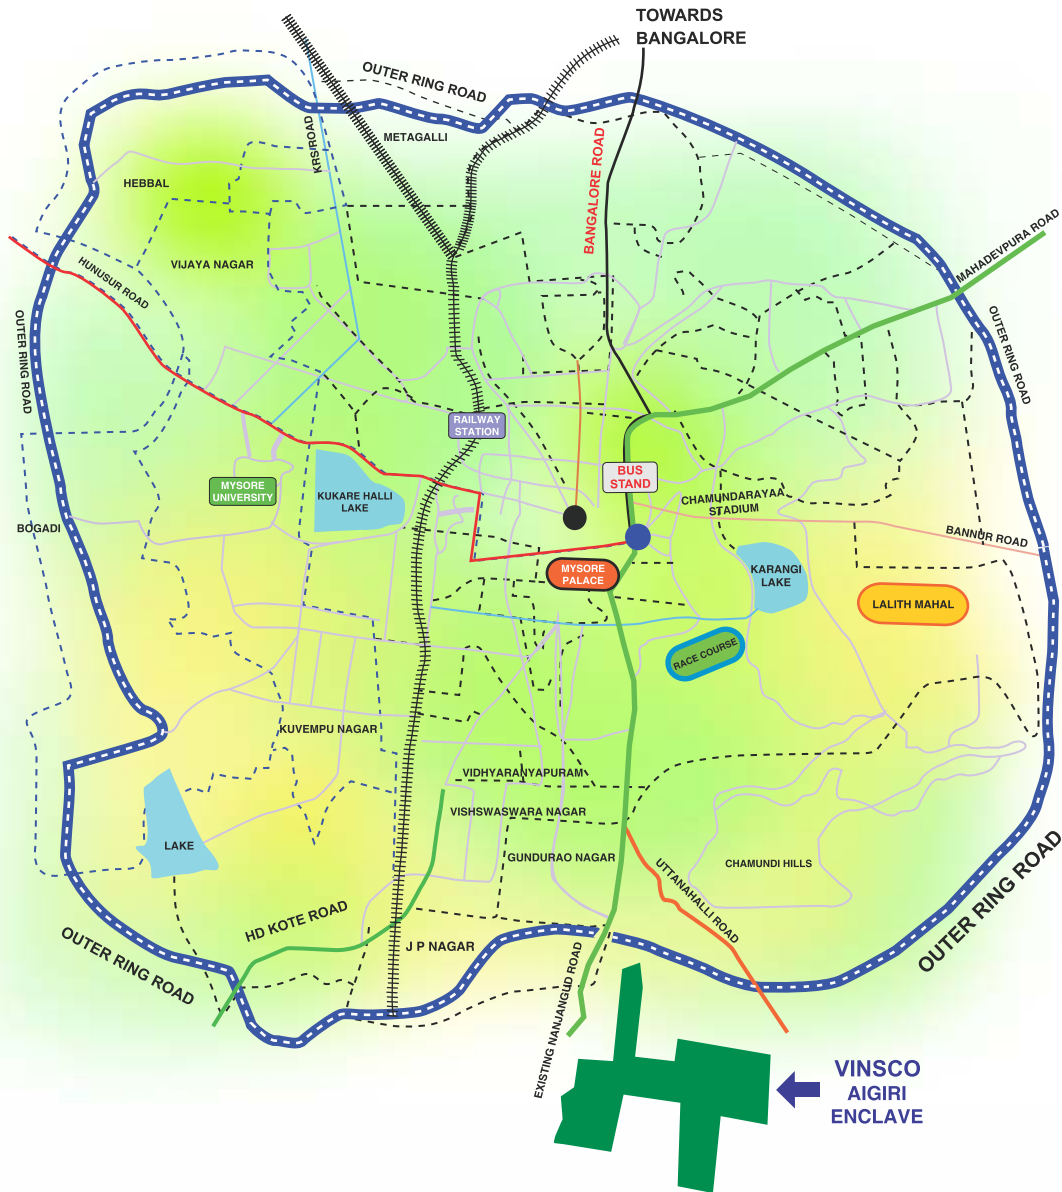 TOWARDS
BANGALORE
OUTER RING ROAD
METAGALLI
KRS ROAD
BANGALORE ROAD
HEBBAL
VIJAYA NAGAR
HUNUSUR ROAD
MAHADEVPURA ROAD
OUTER RING ROAD
OUTER RING ROAD
RAILWAY
STATION
BUS
STAND
MYSORE
UNIVERSITY
KUKARE HALLI
LAKE
CHAMUNDARAYAA
STADIUM
BOGADI
BANNUR ROAD
MYSORE
PALACE
KARANGI
LAKE
LALITH MAHAL
RACE COURSE
KUVEMPU NAGAR
VIDHYARANYAPURAM
VISHSWASWARA NAGAR
LAKE
GUNDURAO NAGAR
CHAMUNDI HILLS
UTTANAHALLI ROAD
OUTER RING ROAD
HD KOTE ROAD
J P NAGAR
OUTER RING ROAD
EXISTING NANJANGUD ROAD
VINSCO
AIGIRI
ENCLAVE